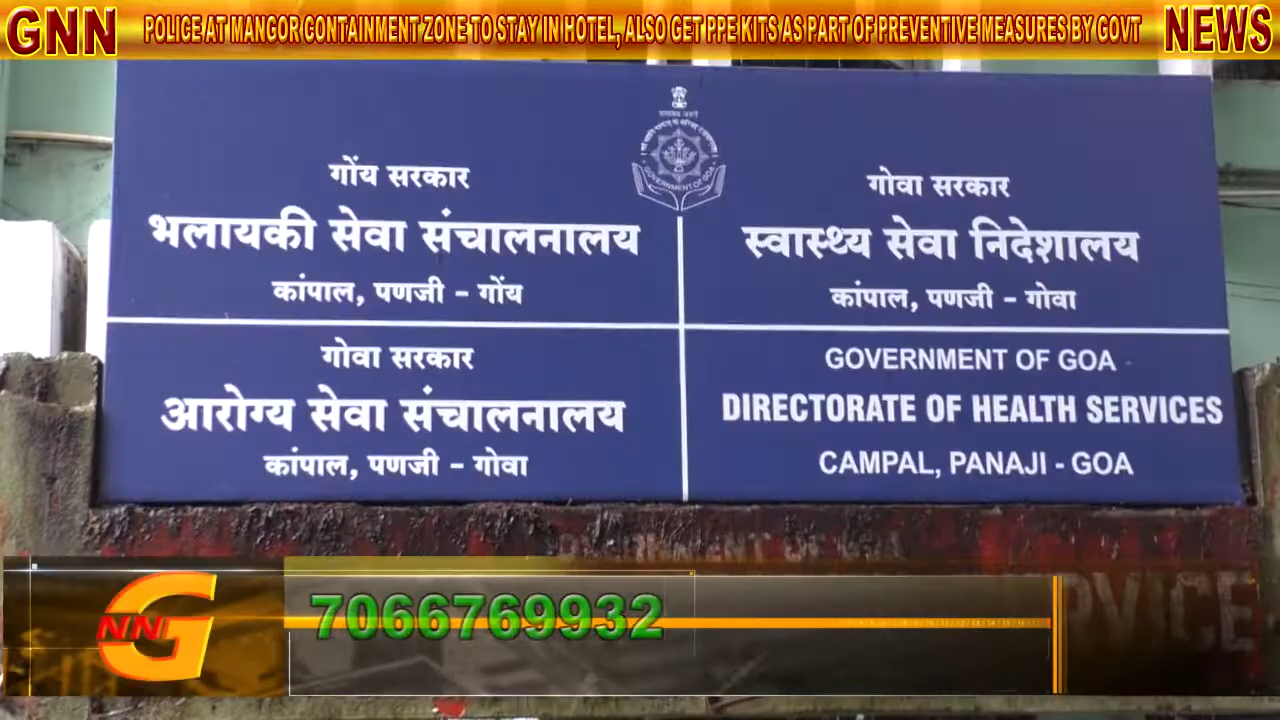 GNN
POLICE AT MANGOR CONTAINMENT ZONE TO STAY IN HOTEL, ALSO GET PPE KITS AS PART OF PREVENTIVE MEASURES BY GOVT
NEWS
GOVERNMENT OF GOA
गोंय सरकार
भलायकी सेवा संचालनालय
कांपाल, पणजी - गोंय
गोवा सरकार
स्वास्थ्य सेवा निदेशालय
कांपाल, पणजी - गोवा
गोवा सरकार
आरोग्य सेवा संचालनालय
कांपाल, पणजी - गोवा
GOVERNMENT OF GOA
DIRECTORATE OF HEALTH SERVICES
CAMPAL, PANAJI - GOA
GNN
7066769932